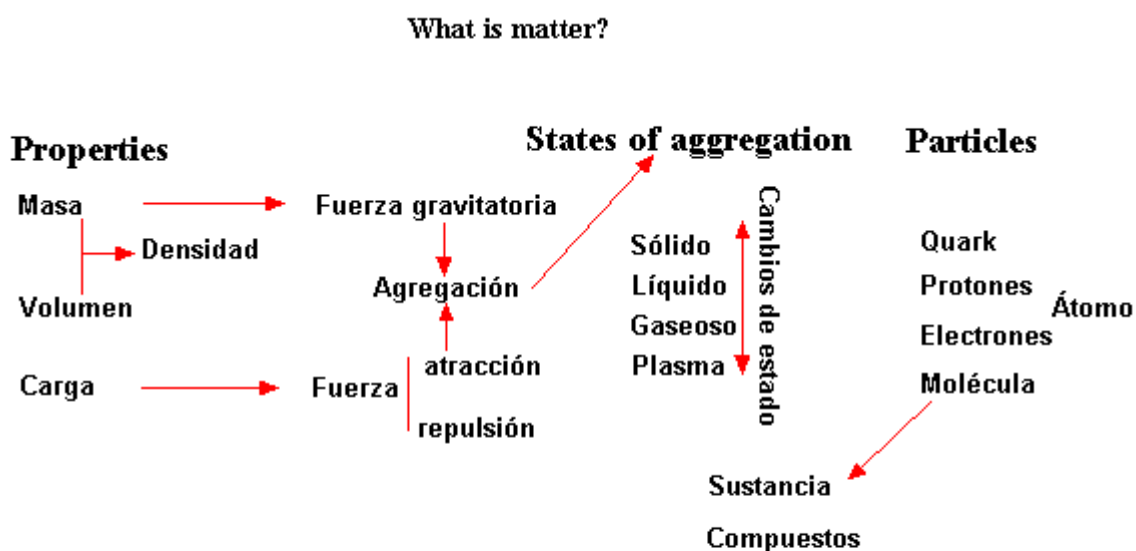 What is matter?
Properties
States of aggregation
Particles
Masa
Fuerza gravitatoria
Densidad
Volumen
Agregación
Carga
Fuerza
atracción
repulsión
Sólido
Líquido
Gaseoso
Plasma
Cambios de estado
Quark
Protones
Átomo
Electrones
Molécula
Sustancia
Compuestos